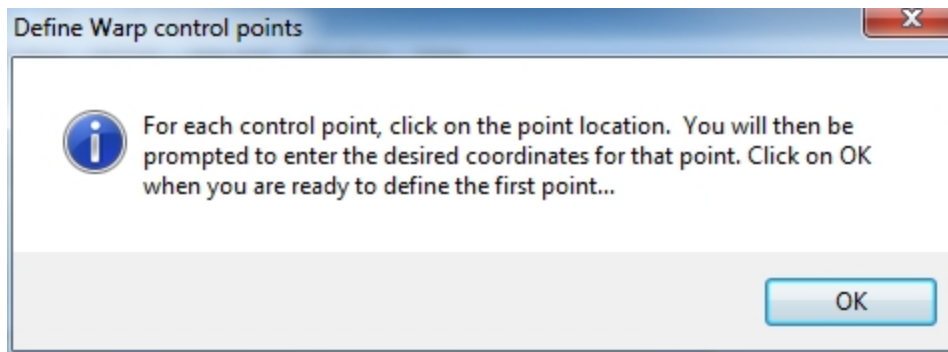 Define Warp control points
For each control point, click on the point location.  You will then be
prompted to enter the desired coordinates for that point. Click on OK
when you are ready to define the first point...
OK